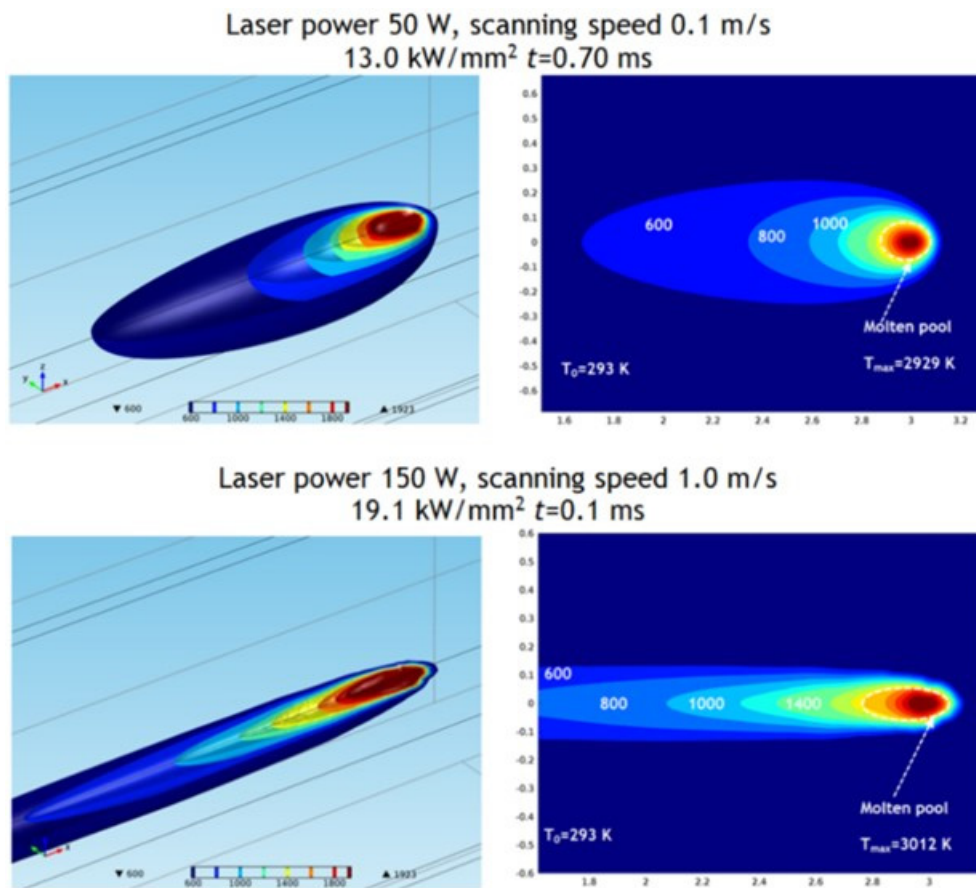 Laser power 50 W, scanning speed 0.1 m/s
13.0 kW/mm² t=0.70 ms
z
y
x
▼ 600
600 1000 1400 1800
▲ 1923
0.6
0.5
0.4
0.3
0.2
0.1
0
-0.1
-0.2
-0.3
-0.4
-0.5
-0.6
600
800
1000
Molten pool
T₀=293 K
Tmax=2929 K
1.6 1.8 2 2.2 2.4 2.6 2.8 3 3.2
Laser power 150 W, scanning speed 1.0 m/s
19.1 kW/mm² t=0.1 ms
x
▼ 600
600 1000 1400 1800
▲ 1923
0.6
0.5
0.4
0.3
0.2
0.1
0
-0.1
-0.2
-0.3
-0.4
-0.5
-0.6
600
800
1000
1400
Molten pool
T₀=293 K
Tmax=3012 K
1.8 2 2.2 2.4 2.6 2.8 3